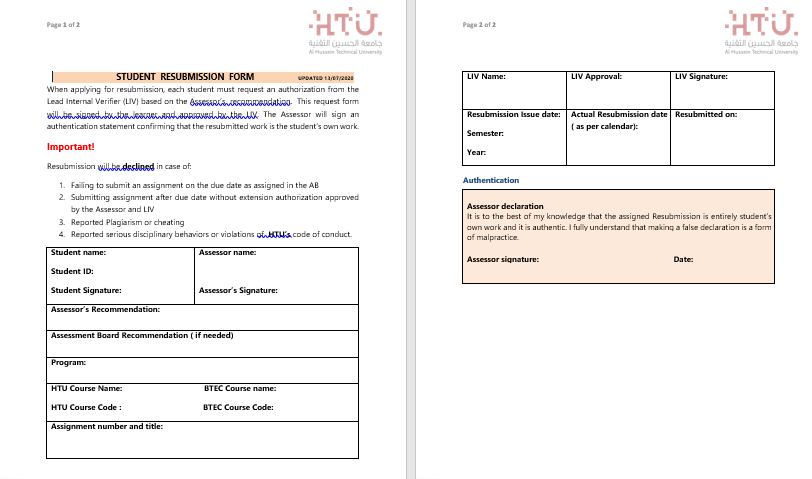 Page 1 of 2
HTU
جامعة الحسين التقنية
Al Hussein Technical University
STUDENT RESUBMISSION FORM UPDATED 13/07/2020
When applying for resubmission, each student must request an authorization from the
Lead Internal Verifier (LIV) based on the Assessor's recommendation. This request form
will be signed by the learner and approved by the LIV. The Assessor will sign an
authentication statement confirming that the resubmitted work is the student's own work.
Important!
Resubmission will be declined in case of:
1. Failing to submit an assignment on the due date as assigned in the AB
2. Submitting assignment after due date without extension authorization approved
by the Assessor and LIV
3. Reported Plagiarism or cheating
4. Reported serious disciplinary behaviors or violations of HTU's code of conduct.
Student name: Assessor name:
Student ID:
Student Signature: Assessor's Signature:
Assessor's Recommendation:
Assessment Board Recommendation ( if needed)
Program:
HTU Course Name: BTEC Course name:
HTU Course Code : BTEC Course Code:
Assignment number and title:
Page 2 of 2
HTU
جامعة الحسين التقنية
Al Hussein Technical University
LIV Name: LIV Approval: LIV Signature:
Resubmission Issue date: Actual Resubmission date Resubmitted on:
( as per calendar):
Semester:
Year:
Authentication
Assessor declaration
It is to the best of my knowledge that the assigned Resubmission is entirely student's
own work and it is authentic. I fully understand that making a false declaration is a form
of malpractice.
Assessor signature: Date: